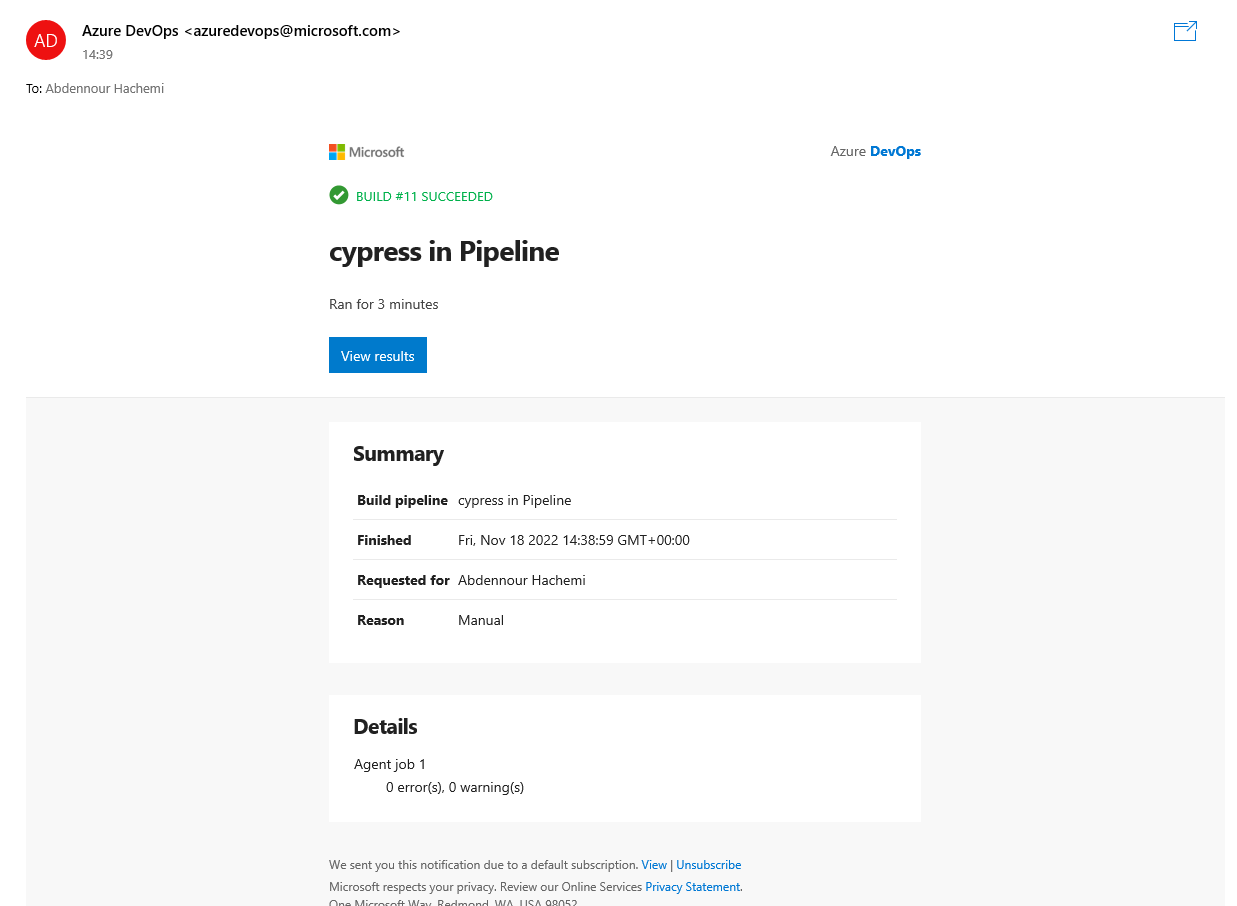 AD
Azure DevOps <azuredevops@microsoft.com>
14:39
To: Abdennour Hachemi
Microsoft
Azure DevOps
BUILD #11 SUCCEEDED
cypress in Pipeline
Ran for 3 minutes
View results
Summary
Build pipeline cypress in Pipeline
Finished Fri, Nov 18 2022 14:38:59 GMT+00:00
Requested for Abdennour Hachemi
Reason Manual
Details
Agent job 1
0 error(s), 0 warning(s)
We sent you this notification due to a default subscription. View | Unsubscribe
Microsoft respects your privacy. Review our Online Services Privacy Statement.
One Microsoft Way, Redmond, WA, USA 98052.